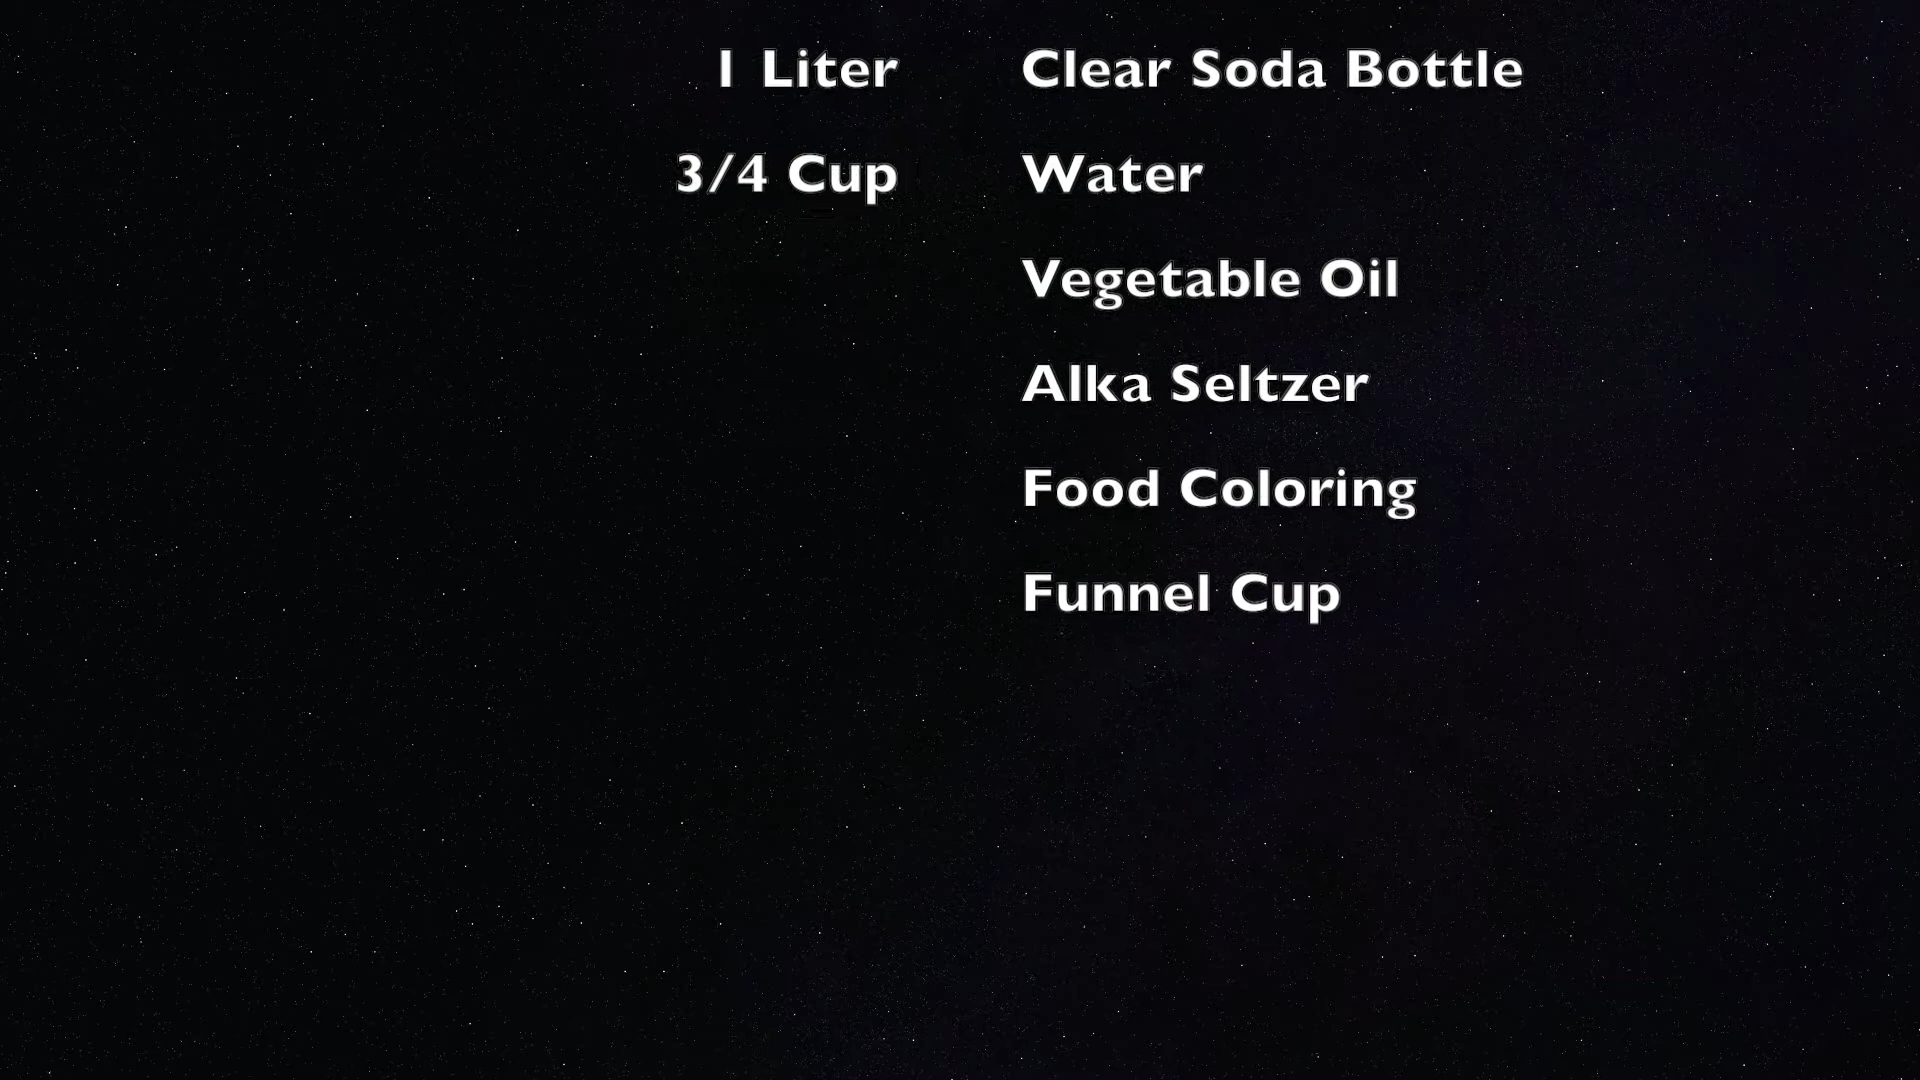 1 Liter Clear Soda Bottle
3/4 Cup Water
Vegetable Oil
Alka Seltzer
Food Coloring
Funnel Cup